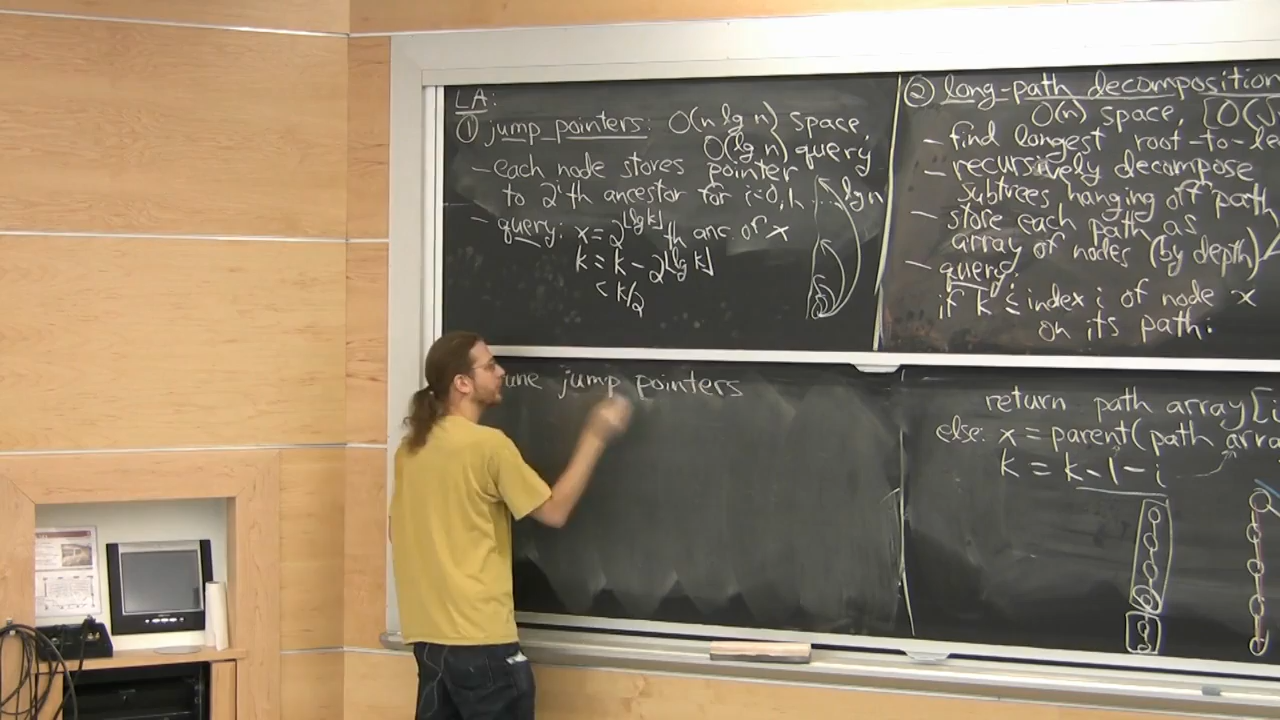 LA:
① jump pointers: O(n lg n) space,
O(lg n) query
- each node stores pointer
to 2^i th ancestor for i=0,1,...,lg n
- query: x = 2^⌊lg k⌋ th anc. of x
k = k - 2^⌊lg k⌋
< k/2
② long-path decomposition
O(n) space,
- find longest root-to-le
- recursively decompose
subtrees hanging off path
- store each path as
array of nodes (by depth)
- query:
if k ≤ index i of node x
on its path:
une jump pointers
return path array[i
else: x = parent(path arra
k = k - 1 - i